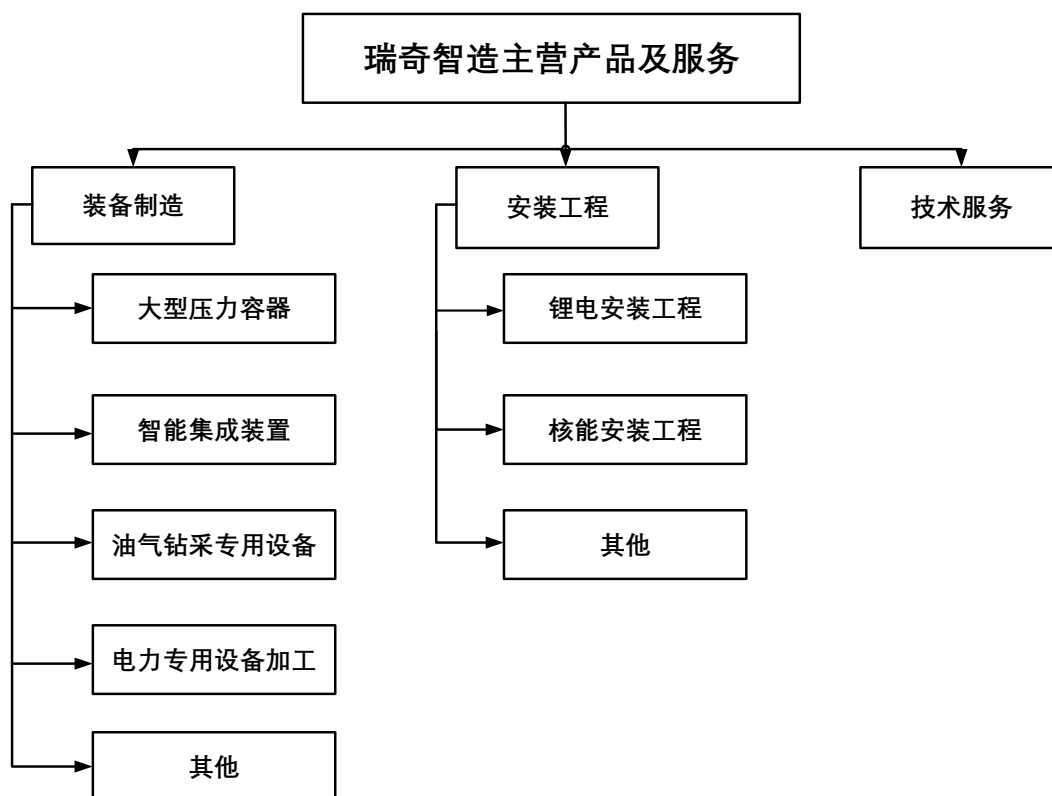 瑞奇智造主营产品及服务
装备制造
安装工程
技术服务
大型压力容器
锂电安装工程
智能集成装置
核能安装工程
油气钻采专用设备
其他
电力专用设备加工
其他